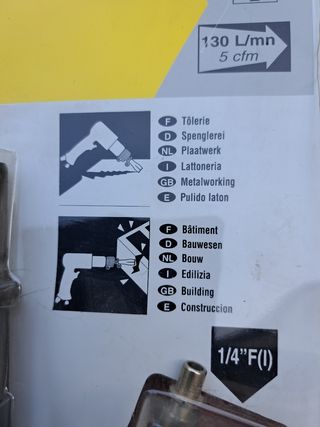 130 L/mn
5 cfm
F Tôlerie
D Spenglerei
NL Plaatwerk
I Lattoneria
GB Metalworking
E Pulido laton
F Bâtiment
D Bauwesen
NL Bouw
I Edilizia
GB Building
E Construccion
1/4"F(I)